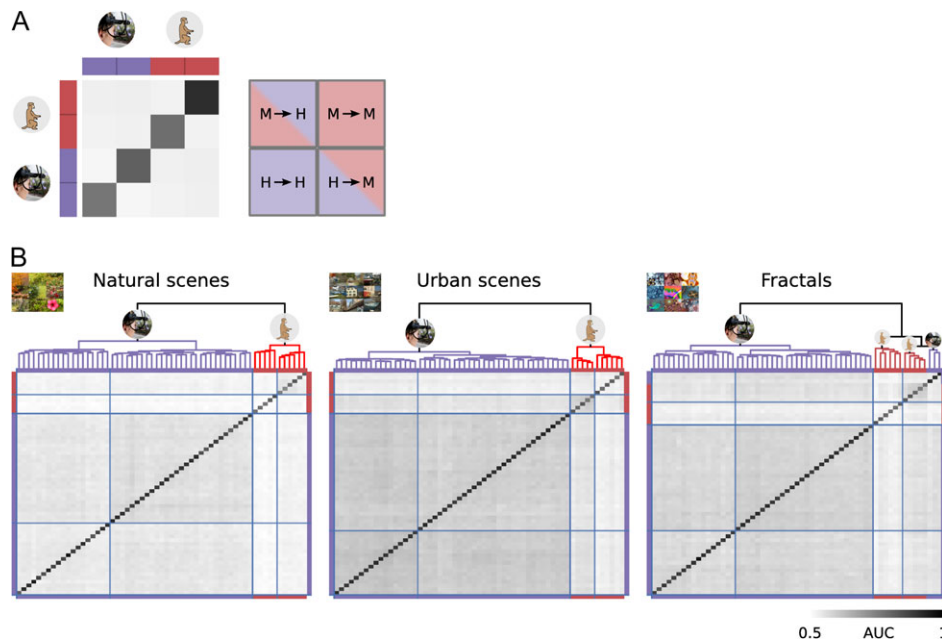 A
M→H M→M
H→H H→M
B
Natural scenes Urban scenes Fractals
0.5 AUC